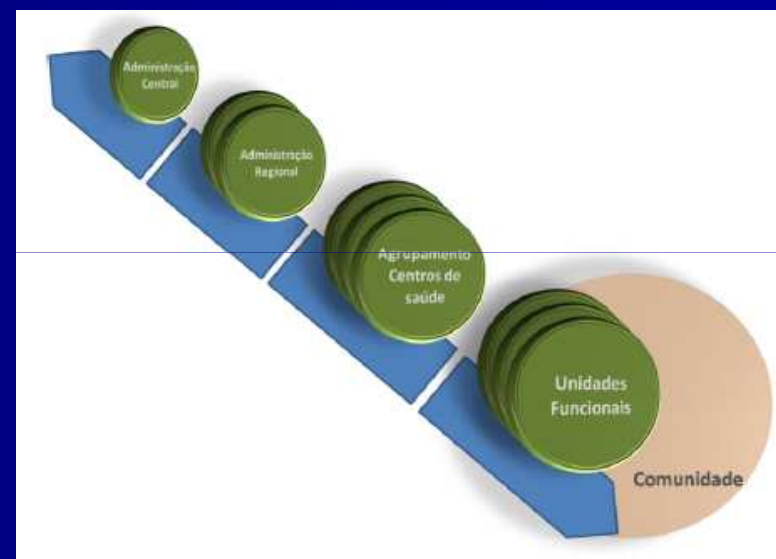 Administração
Central
Administração
Regional
Agrupamento
Centros de
saúde
Unidades
Funcionais
Comunidade